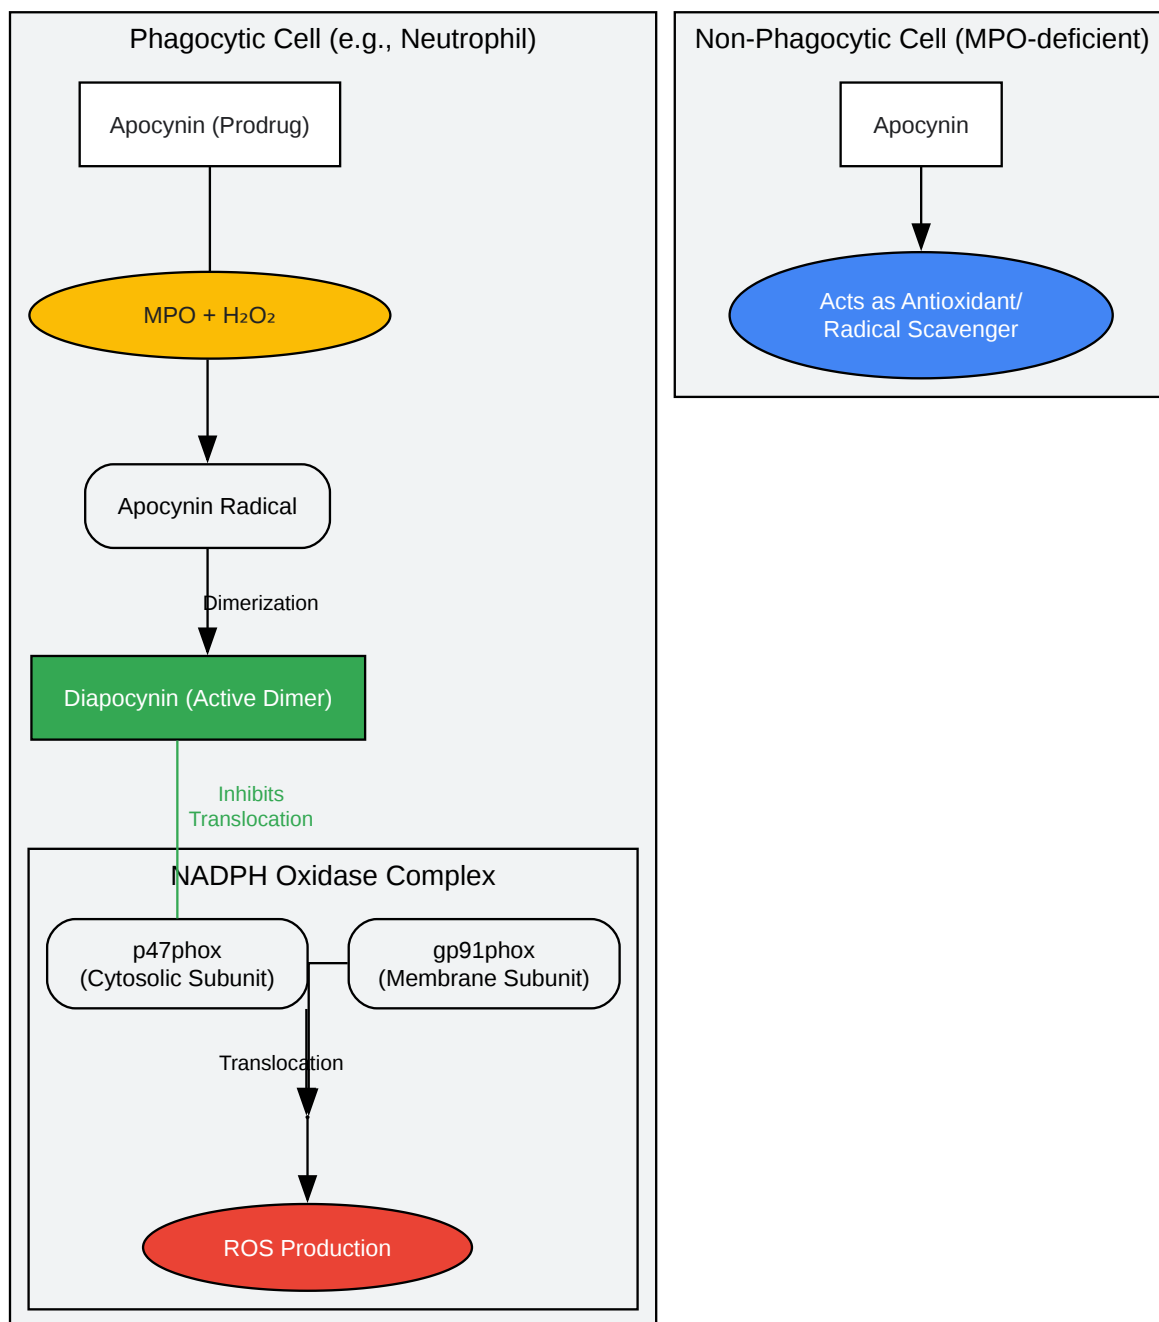 Phagocytic Cell (e.g., Neutrophil)
Apocynin (Prodrug)
MPO + H₂O₂
Apocynin Radical
Dimerization
Diapocynin (Active Dimer)
Inhibits
Translocation
NADPH Oxidase Complex
p47phox
(Cytosolic Subunit)
gp91phox
(Membrane Subunit)
Translocation
ROS Production
Non-Phagocytic Cell (MPO-deficient)
Apocynin
Acts as Antioxidant/
Radical Scavenger